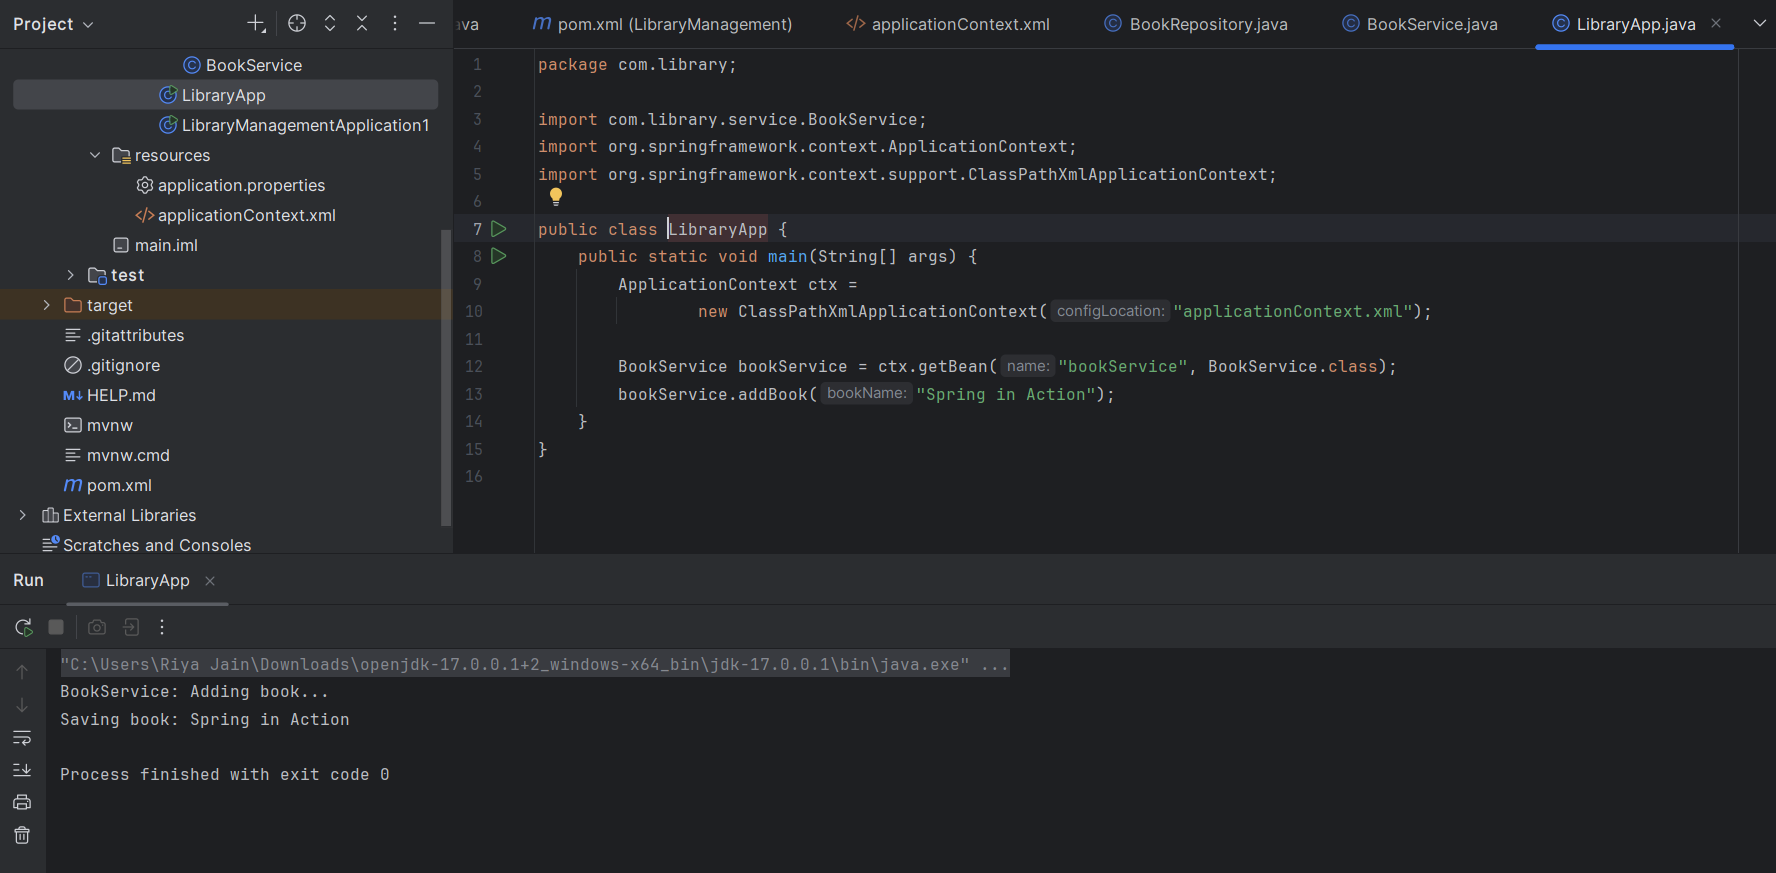 Project
BookService
LibraryApp
LibraryManagementApplication1
resources
application.properties
applicationContext.xml
main.iml
test
target
.gitattributes
.gitignore
M↓ HELP.md
mvnw
mvnw.cmd
m pom.xml
External Libraries
Scratches and Consoles
ava
m pom.xml (LibraryManagement)
</> applicationContext.xml
BookRepository.java
BookService.java
LibraryApp.java
1 package com.library;
2
3 import com.library.service.BookService;
4 import org.springframework.context.ApplicationContext;
5 import org.springframework.context.support.ClassPathXmlApplicationContext;
6
7 public class LibraryApp {
8 public static void main(String[] args) {
9 ApplicationContext ctx =
10 new ClassPathXmlApplicationContext( configLocation: "applicationContext.xml");
11
12 BookService bookService = ctx.getBean( name: "bookService", BookService.class);
13 bookService.addBook( bookName: "Spring in Action");
14 }
15 }
16
Run
LibraryApp
"C:\Users\Riya Jain\Downloads\openjdk-17.0.0.1+2_windows-x64_bin\jdk-17.0.0.1\bin\java.exe" ...
BookService: Adding book...
Saving book: Spring in Action
Process finished with exit code 0